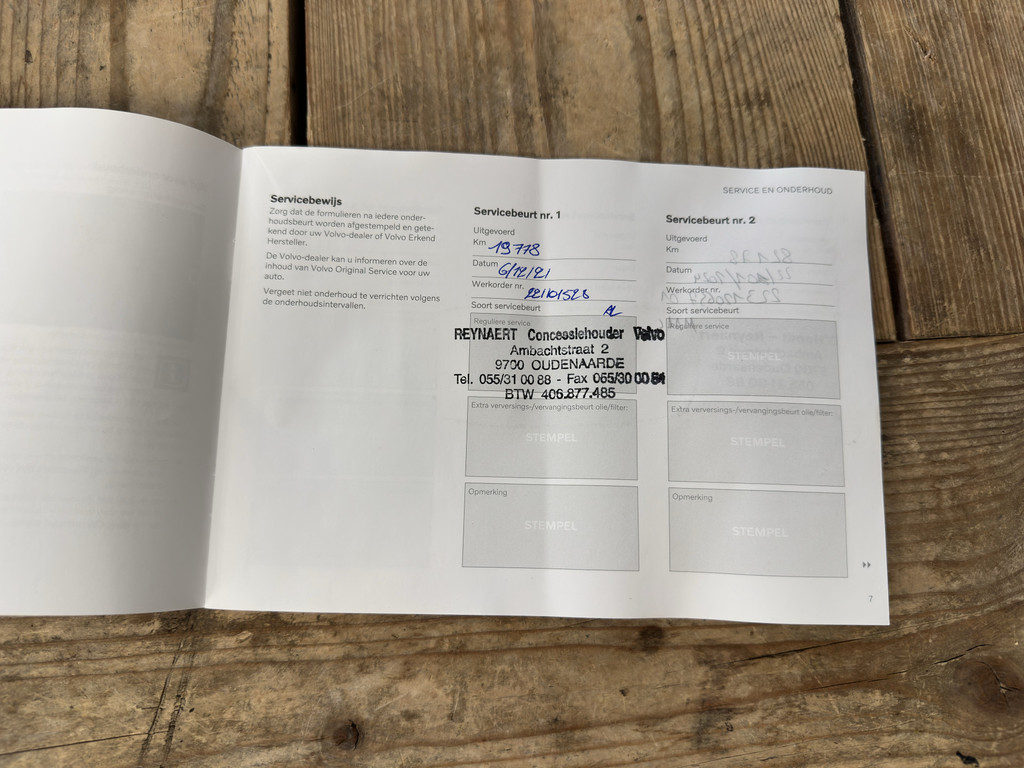 SERVICE EN ONDERHOUD
Servicebewijs
Zorg dat de formulieren na iedere onder-
houdsbeurt worden afgestempeld en gete-
kend door uw Volvo-dealer of Volvo Erkend
Hersteller.
De Volvo-dealer kan u informeren over de
inhoud van Volvo Original Service voor uw
auto.
Vergeet niet onderhoud te verrichten volgens
de onderhoudsintervallen.
Servicebeurt nr. 1
Uitgevoerd
Km 19778
Datum 6/12/21
Werkorder nr.
Soort servicebeurt
Reguliere service
REYNAERT Concessiehouder Volvo
Ambachtstraat 2
9700 OUDENAARDE
Tel. 055/31 00 88 - Fax 055/30 00 84
BTW 406.877.485
Extra verversings-/vervangingsbeurt olie/filter:
STEMPEL
Opmerking
STEMPEL
Servicebeurt nr. 2
Uitgevoerd
Km
Datum
Werkorder nr.
Soort servicebeurt
Reguliere service
STEMPEL
Extra verversings-/vervangingsbeurt olie/filter:
STEMPEL
Opmerking
STEMPEL
7